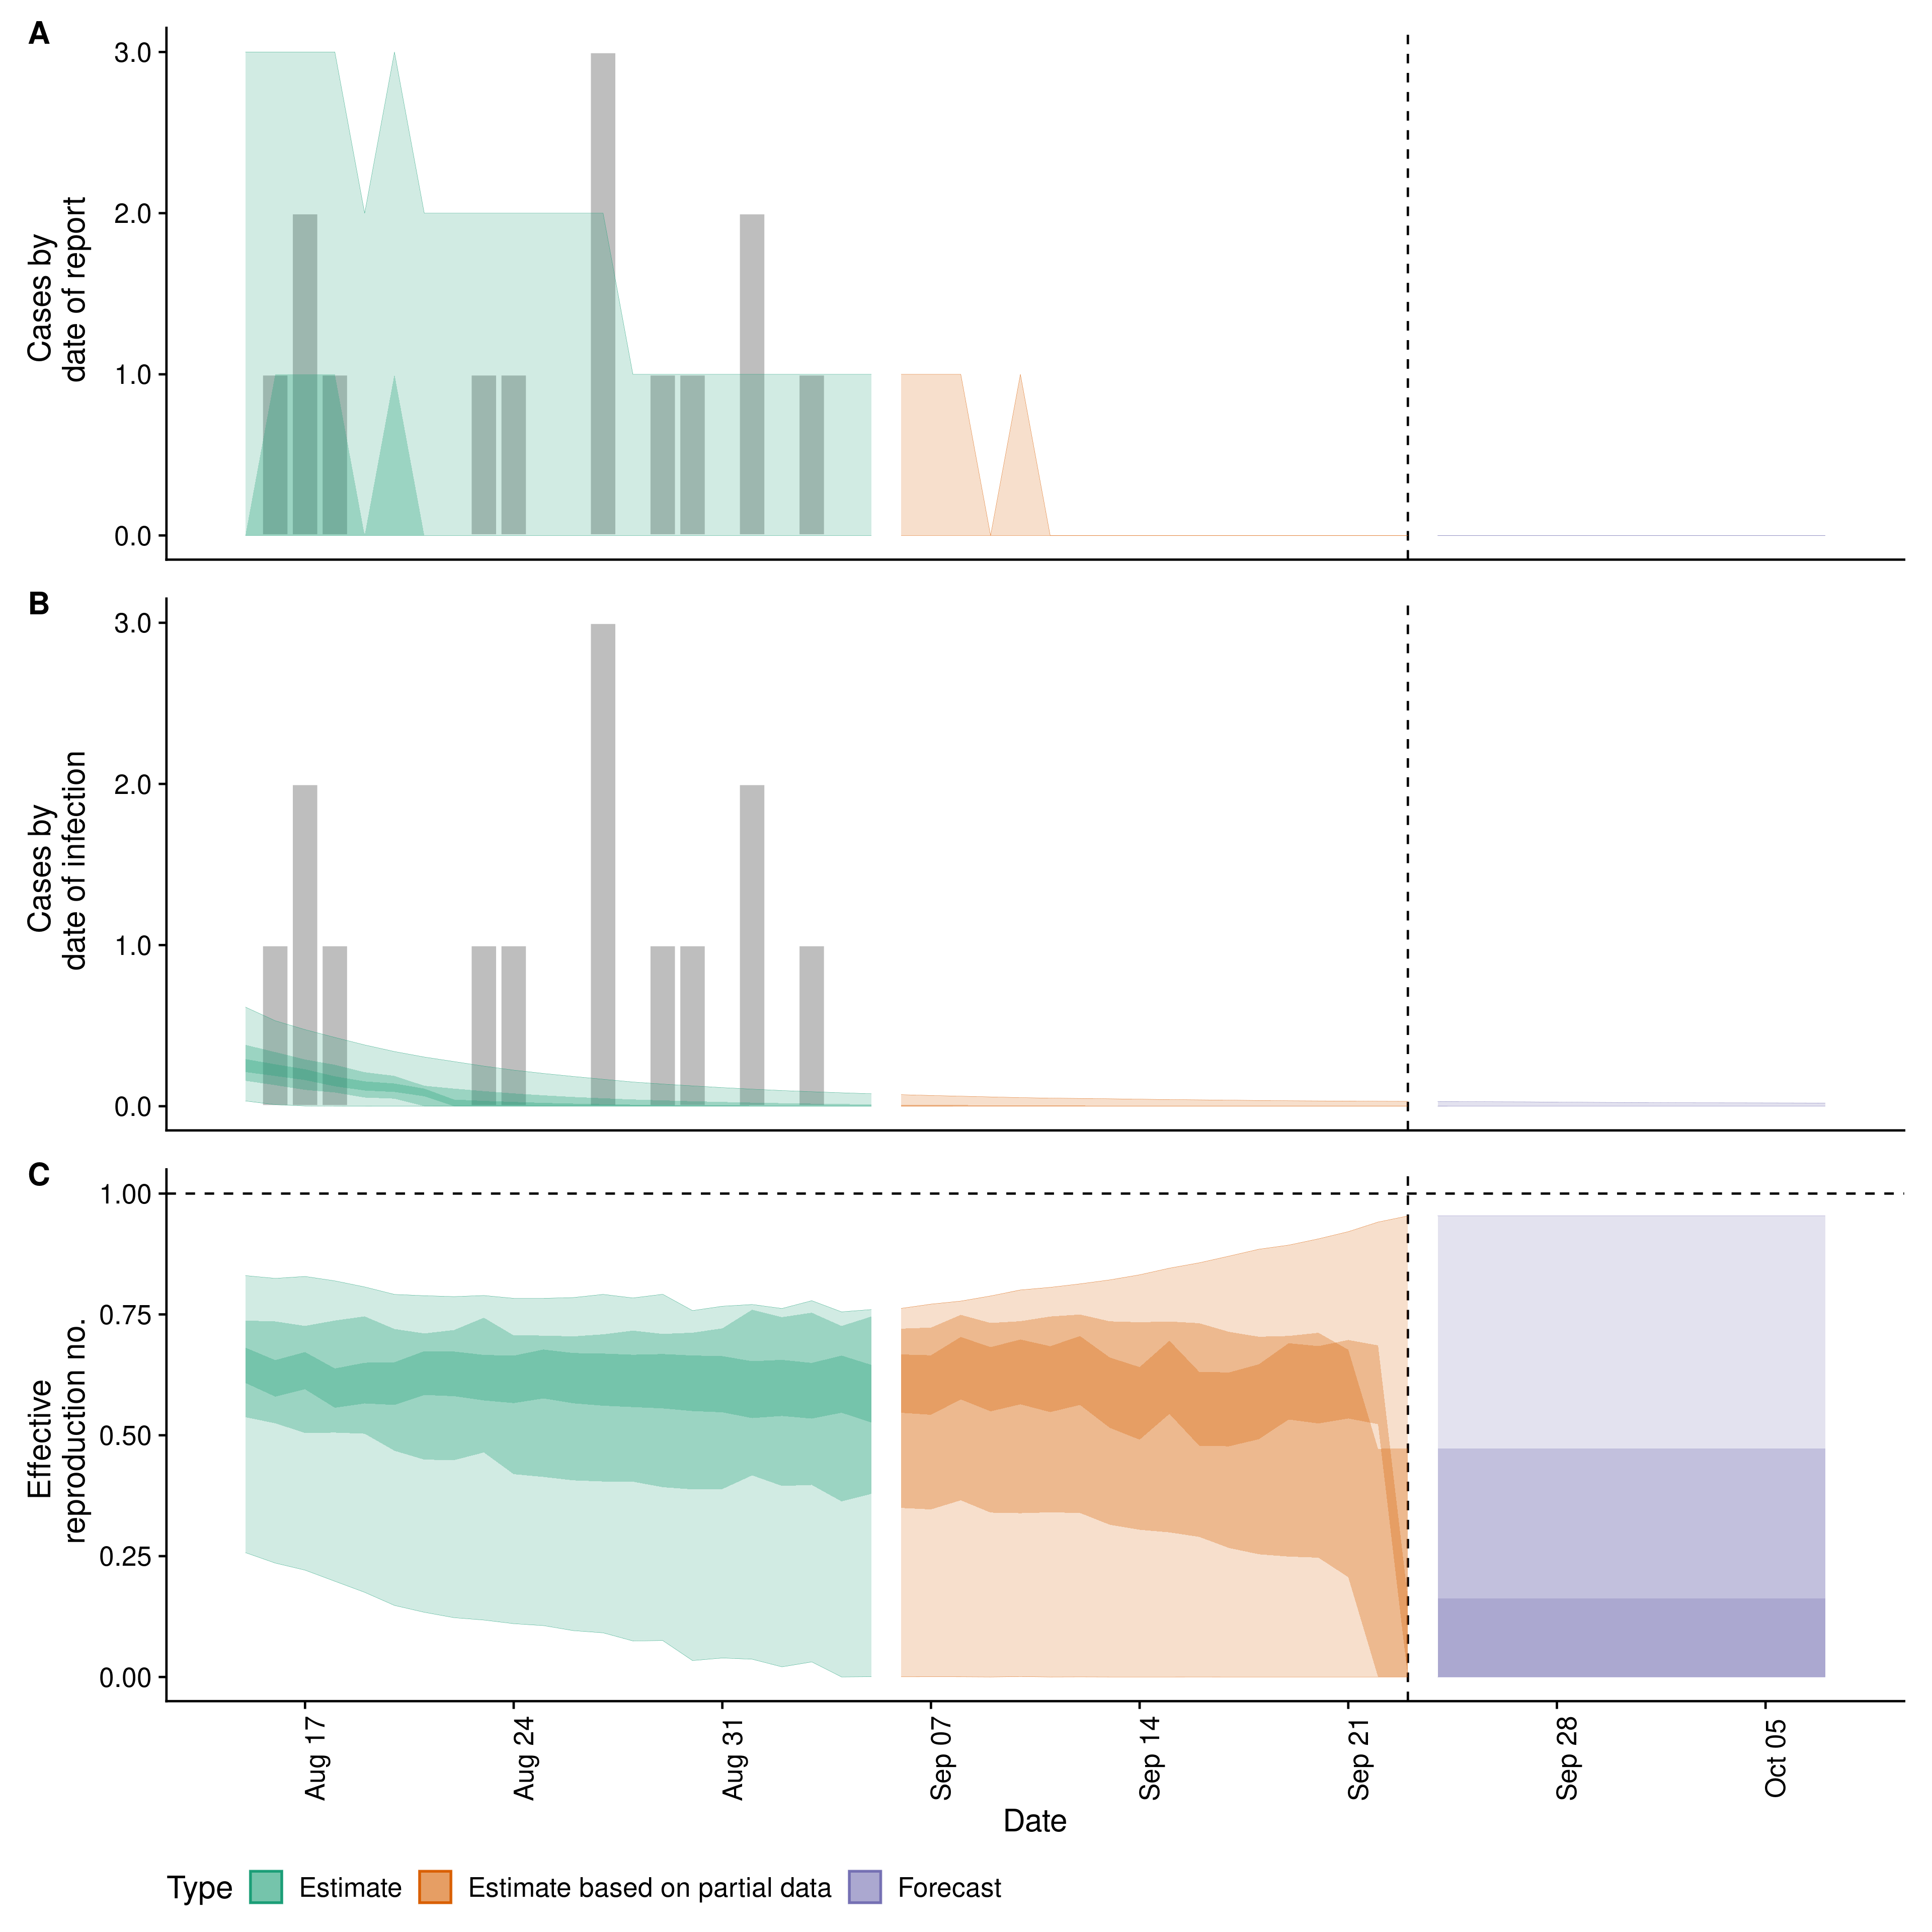 A
Cases by
date of report
3.0
2.0
1.0
0.0
B
Cases by
date of infection
3.0
2.0
1.0
0.0
C
Effective
reproduction no.
1.00
0.75
0.50
0.25
0.00
Aug 17
Aug 24
Aug 31
Sep 07
Sep 14
Sep 21
Sep 28
Oct 05
Date
Type Estimate Estimate based on partial data Forecast